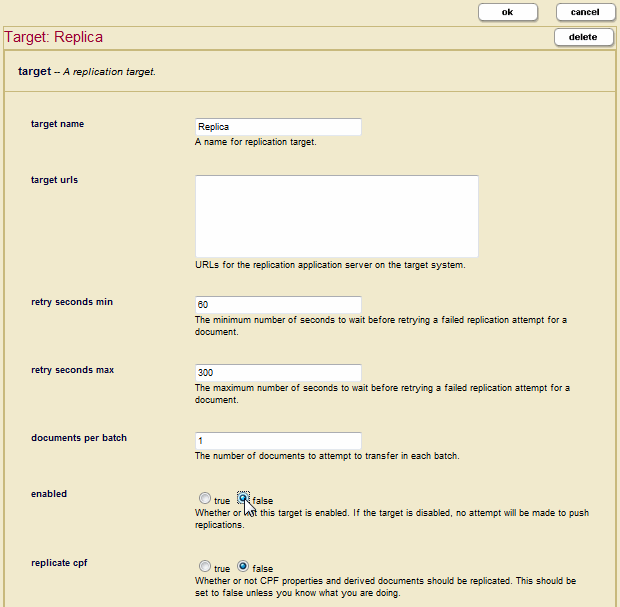 ok cancel
Target: Replica delete
target -- A replication target.
target name Replica
A name for replication target.
target urls
URLs for the replication application server on the target system.
retry seconds min 60
The minimum number of seconds to wait before retrying a failed replication attempt for a
document.
retry seconds max 300
The maximum number of seconds to wait before retrying a failed replication attempt for a
document.
documents per batch 1
The number of documents to attempt to transfer in each batch.
enabled true false
Whether or not this target is enabled. If the target is disabled, no attempt will be made to push
replications.
replicate cpf true false
Whether or not CPF properties and derived documents should be replicated. This should be
set to false unless you know what you are doing.